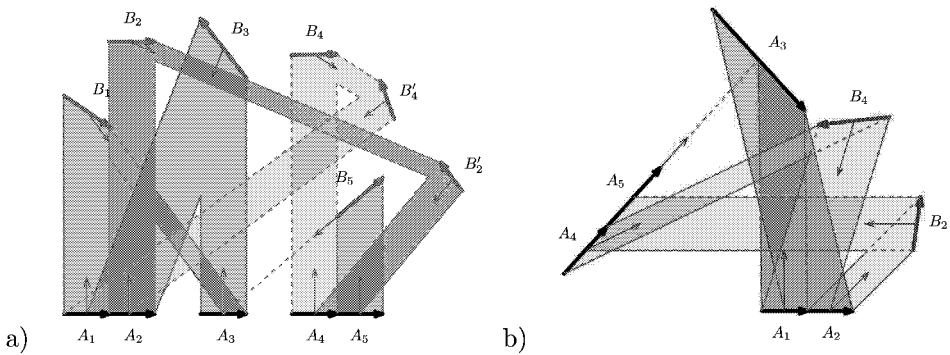 B₂ B₃ B₄ A₃
B₁ B'₄ B₄
B₅ B'₂ A₅
A₄ B₂
a) A₁ A₂ A₃ A₄ A₅ b) A₁ A₂